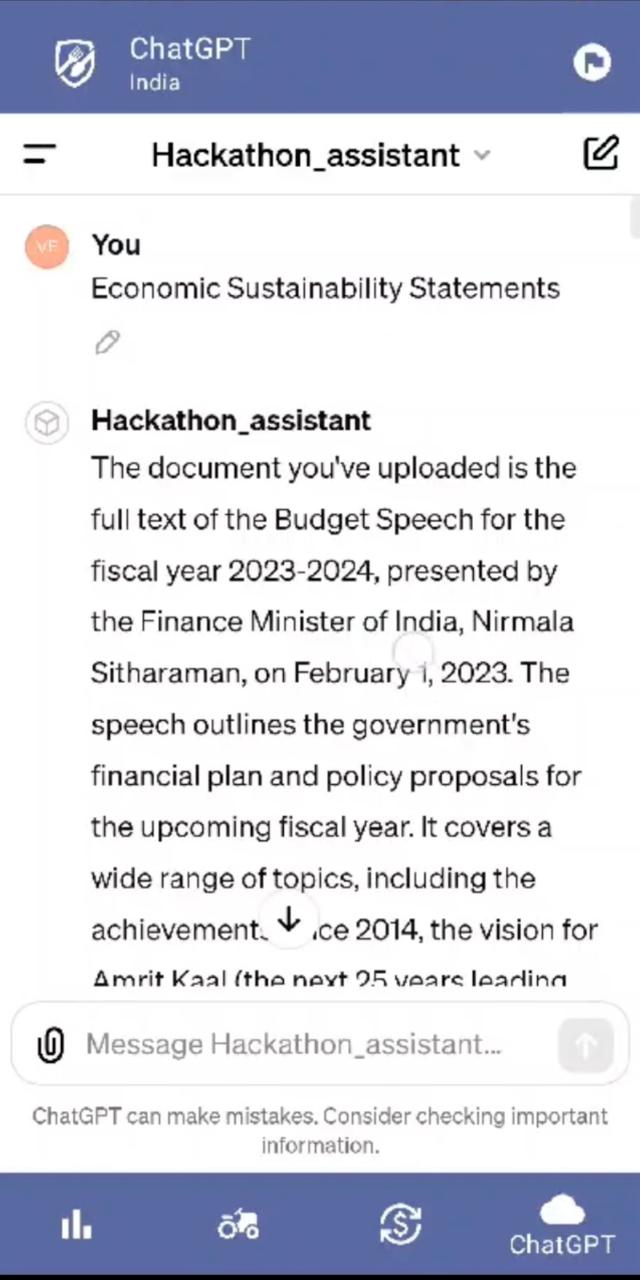 ChatGPT
India
Hackathon_assistant
VE
You
Economic Sustainability Statements
Hackathon_assistant
The document you've uploaded is the
full text of the Budget Speech for the
fiscal year 2023-2024, presented by
the Finance Minister of India, Nirmala
Sitharaman, on February 1, 2023. The
speech outlines the government's
financial plan and policy proposals for
the upcoming fiscal year. It covers a
wide range of topics, including the
2014, the vision for
Amrit Kaal (the next 25 years leading
Message Hackathon_assistant...
ChatGPT can make mistakes. Consider checking important
information.
ChatGPT